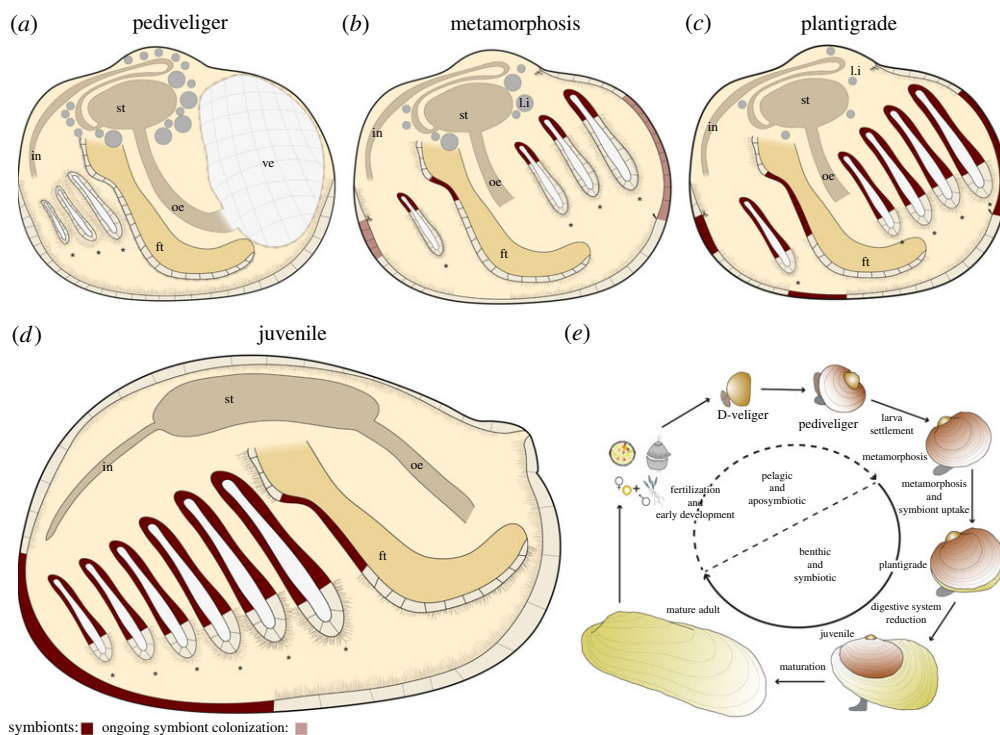 (a) pediveliger
(b) metamorphosis
(c) plantigrade
st
in
oe
ve
ft
*
*
*
st
l.i
in
oe
ft
*
*
*
*
l.i
st
in
oe
ft
*
*
*
*
*
(d) juvenile
st
in
oe
ft
*
*
*
*
*
(e)
D-veliger
pediveliger
larva
settlement
metamorphosis
metamorphosis
and
symbiont uptake
♀ + ♂
fertilization
and
early development
pelagic
and
aposymbiotic
benthic
and
symbiotic
plantigrade
digestive system
reduction
mature adult
juvenile
maturation
symbionts: ongoing symbiont colonization: